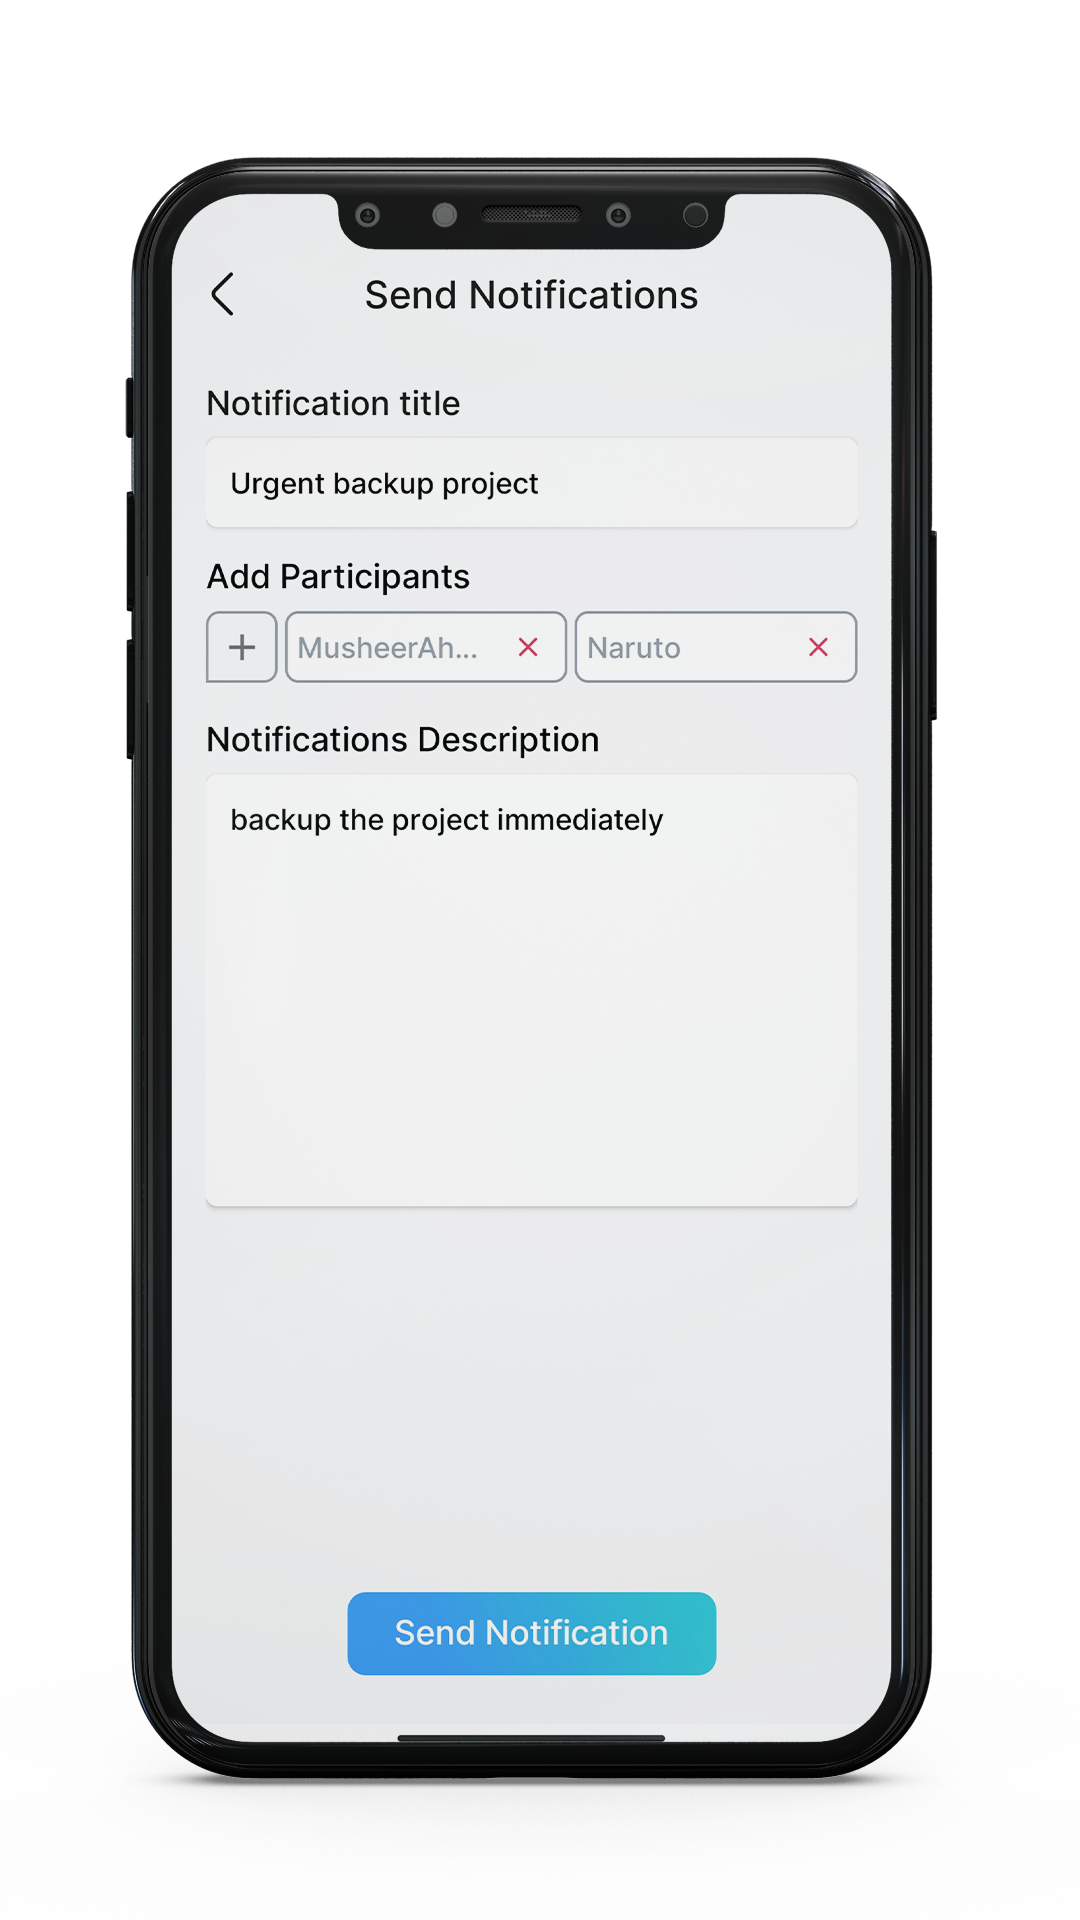 Send Notifications
Notification title
Urgent backup project
Add Participants
MusheerAh... Naruto
Notifications Description
backup the project immediately
Send Notification